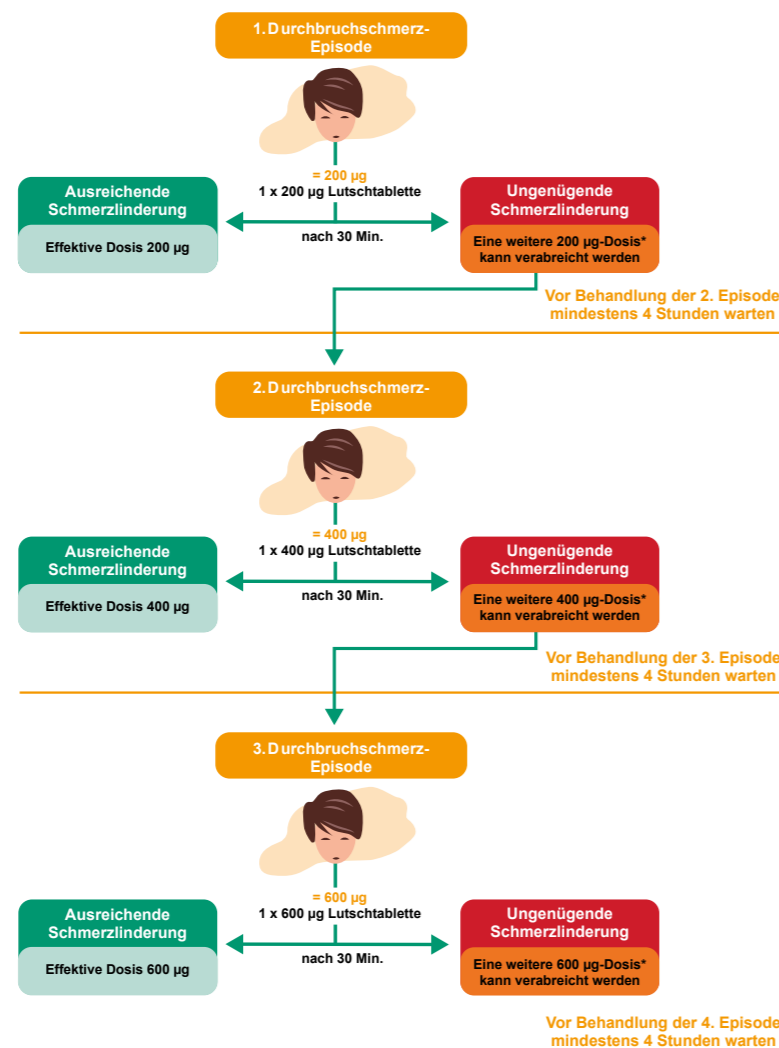 1. Durchbruchschmerz-
Episode
= 200 µg
1 x 200 µg Lutschtablette
Ausreichende
Schmerzlinderung
Effektive Dosis 200 µg
nach 30 Min.
Ungenügende
Schmerzlinderung
Eine weitere 200 µg-Dosis*
kann verabreicht werden
Vor Behandlung der 2. Episode
mindestens 4 Stunden warten
2. Durchbruchschmerz-
Episode
= 400 µg
1 x 400 µg Lutschtablette
Ausreichende
Schmerzlinderung
Effektive Dosis 400 µg
nach 30 Min.
Ungenügende
Schmerzlinderung
Eine weitere 400 µg-Dosis*
kann verabreicht werden
Vor Behandlung der 3. Episode
mindestens 4 Stunden warten
3. Durchbruchschmerz-
Episode
= 600 µg
1 x 600 µg Lutschtablette
Ausreichende
Schmerzlinderung
Effektive Dosis 600 µg
nach 30 Min.
Ungenügende
Schmerzlinderung
Eine weitere 600 µg-Dosis*
kann verabreicht werden
Vor Behandlung der 4. Episode
mindestens 4 Stunden warten